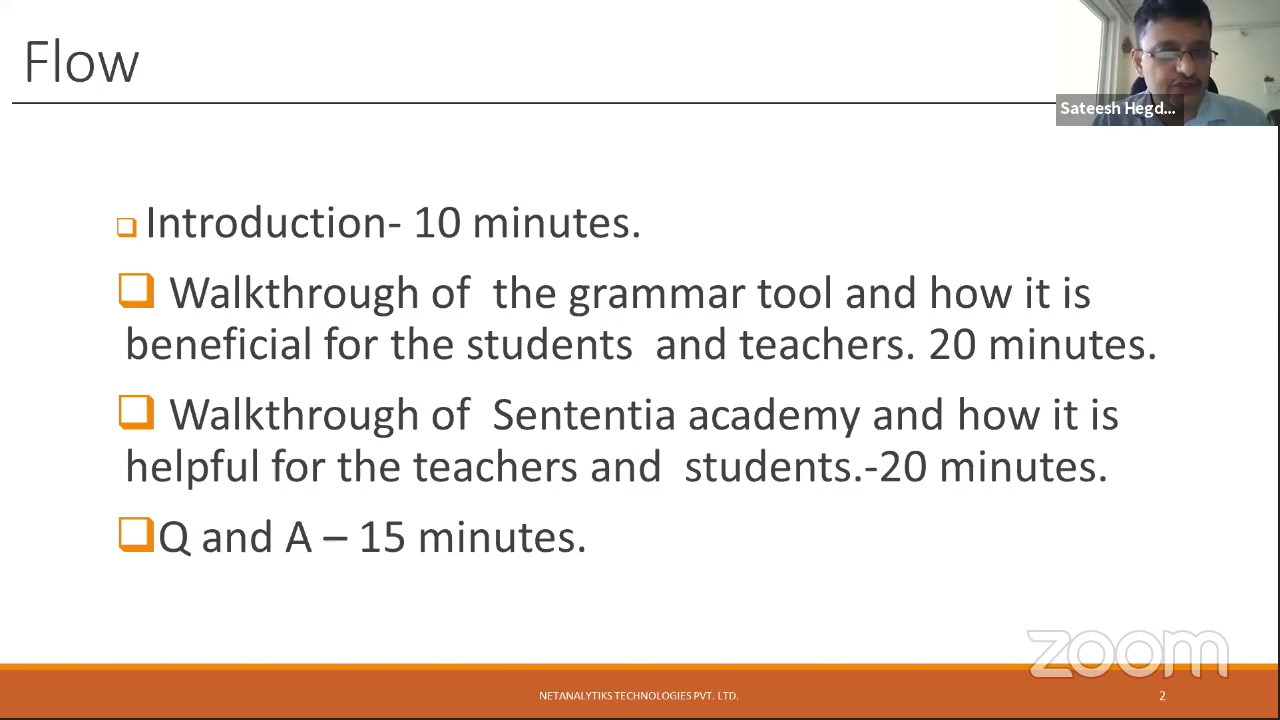 Flow
Sateesh Hegd...
Introduction- 10 minutes.
Walkthrough of  the grammar tool and how it is
beneficial for the students  and teachers. 20 minutes.
Walkthrough of  Sententia academy and how it is
helpful for the teachers and  students.-20 minutes.
Q and A – 15 minutes.
zoom
NETANALYTIKS TECHNOLOGIES PVT. LTD.
2